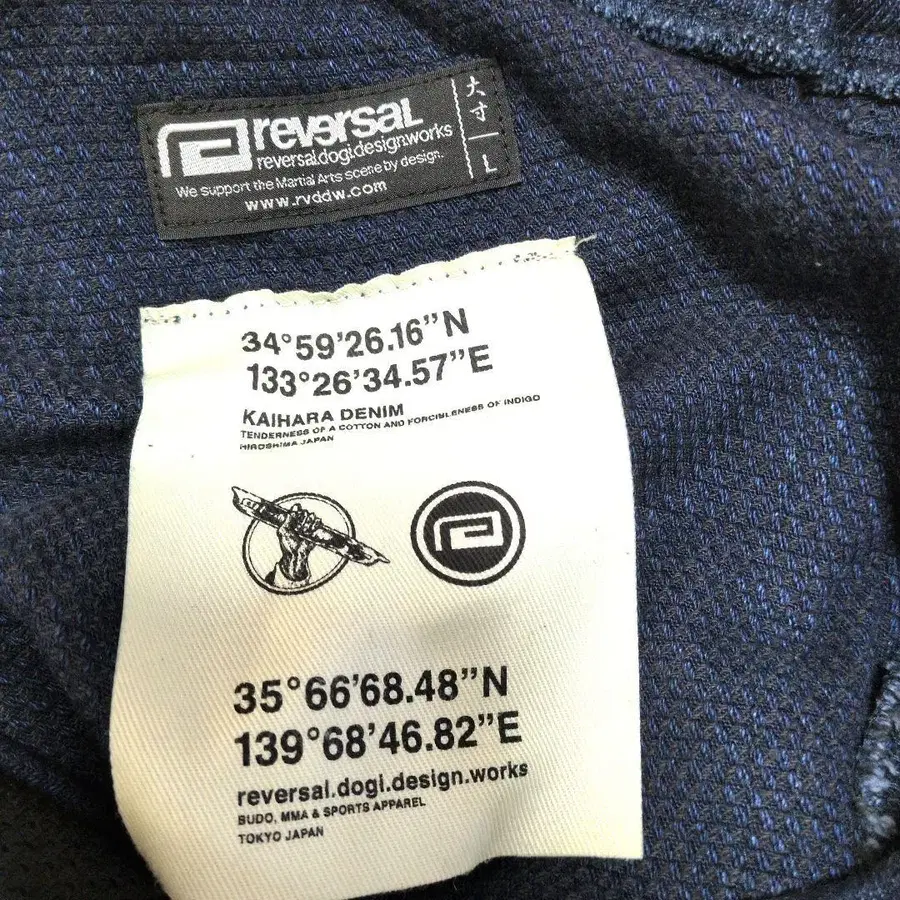 reversal
reversal.dogi.design.works
We support the Martial Arts scene by design.
www.rvddw.com
大寸
L
34°59'26.16"N
133°26'34.57"E
KAIHARA DENIM
TENDERNESS OF A COTTON AND FORCIBLENESS OF INDIGO
HIROSHIMA JAPAN
35°66'68.48"N
139°68'46.82"E
reversal.dogi.design.works
BUDO, MMA & SPORTS APPAREL
TOKYO JAPAN